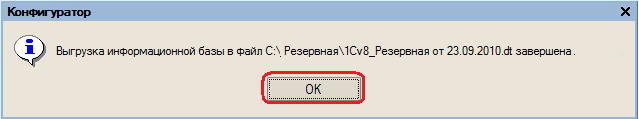 Конфигуратор
Выгрузка информационной базы в файл C:\ Резервная\1Cv8_Резервная от 23.09.2010.dt завершена.
OK